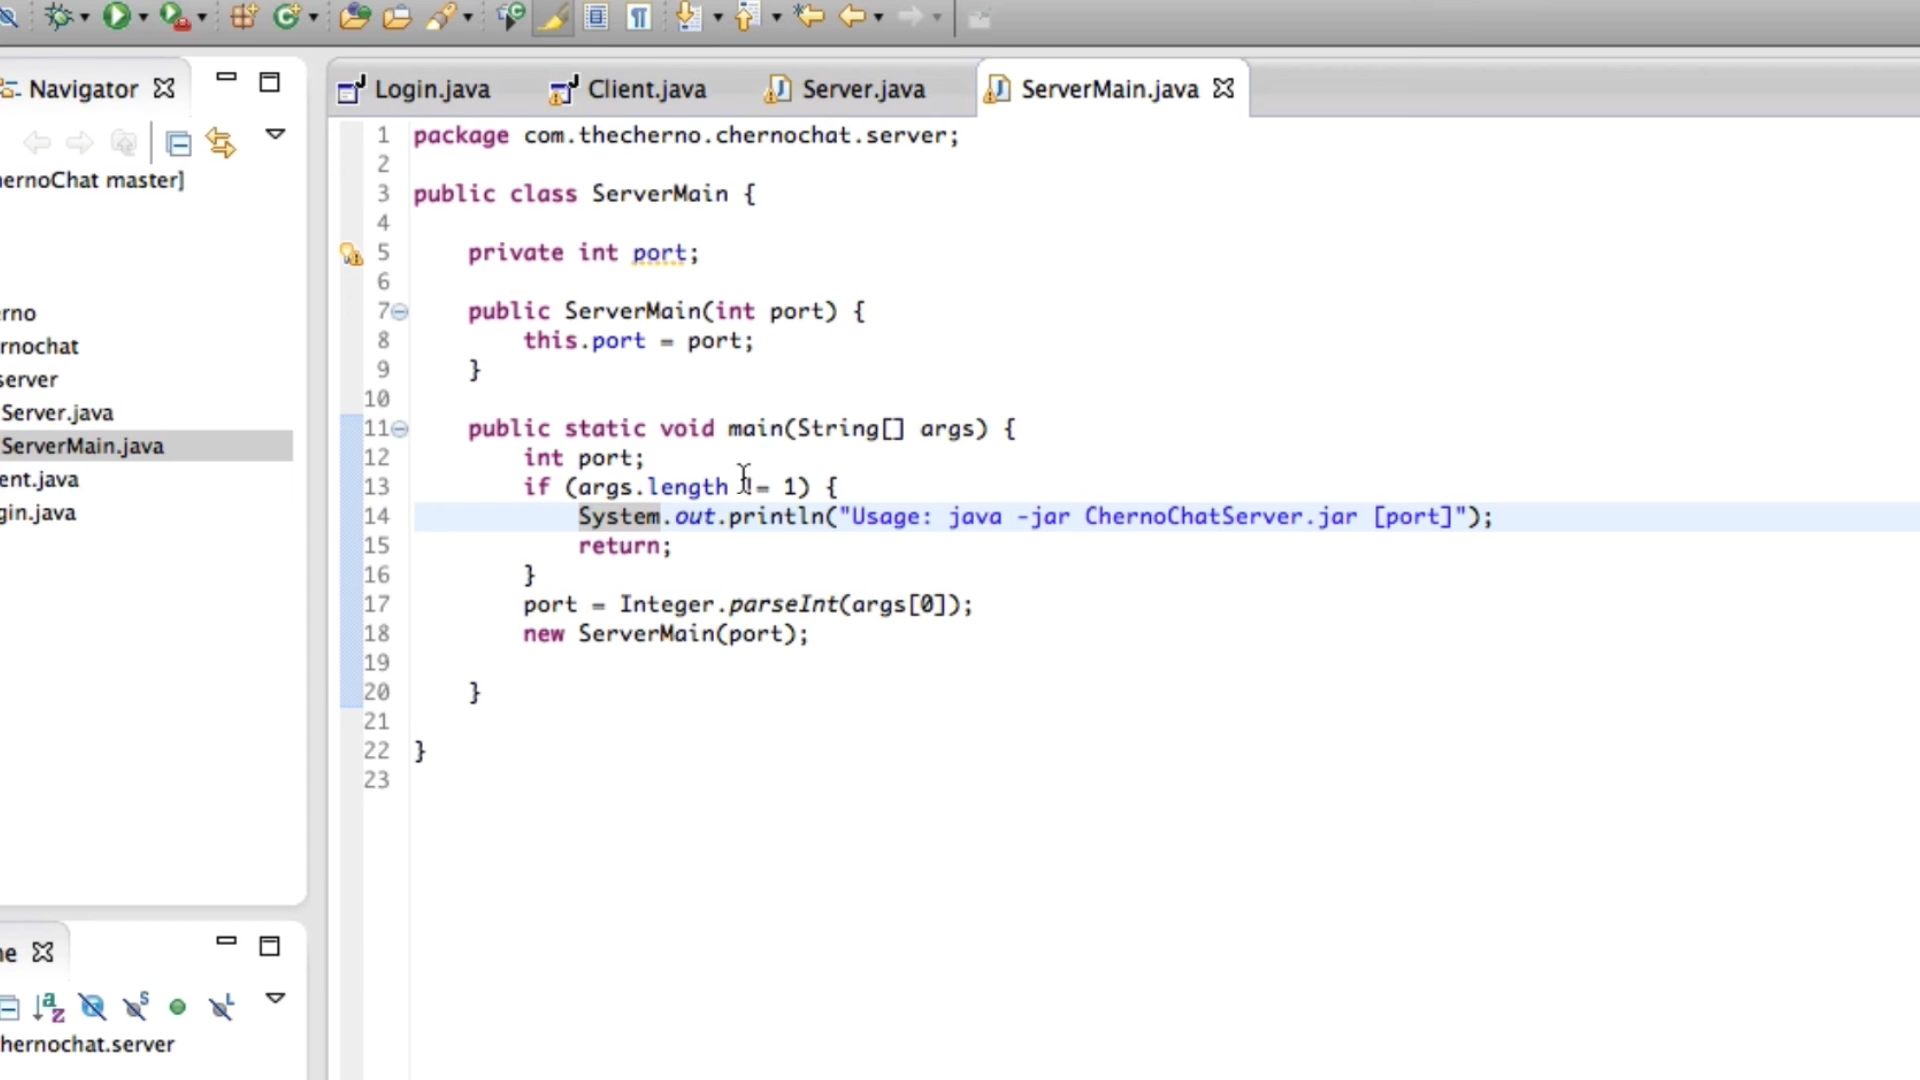 Navigator
Login.java
Client.java
Server.java
ServerMain.java
ernoChat master]
rno
rnochat
server
Server.java
ServerMain.java
ent.java
gin.java
1 package com.thecherno.chernochat.server;
2
3 public class ServerMain {
4
5 private int port;
6
7 public ServerMain(int port) {
8 this.port = port;
9 }
10
11 public static void main(String[] args) {
12 int port;
13 if (args.length != 1) {
14 System.out.println("Usage: java -jar ChernoChatServer.jar [port]");
15 return;
16 }
17 port = Integer.parseInt(args[0]);
18 new ServerMain(port);
19
20 }
21
22 }
23
ne
hernochat.server